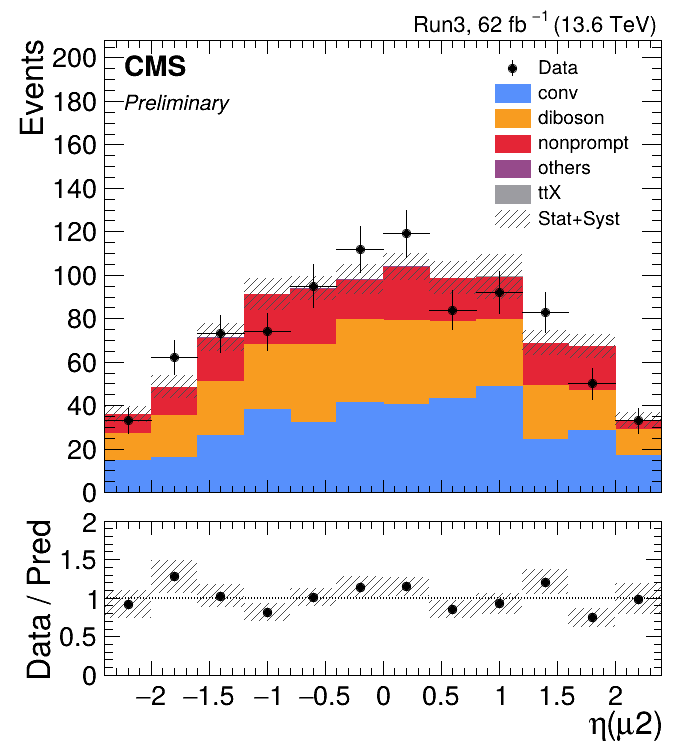 Run3, 62 fb⁻¹ (13.6 TeV)
Events
200
180
160
140
120
100
80
60
40
20
0
CMS
Preliminary
Data
conv
diboson
nonprompt
others
ttX
Stat+Syst
Data / Pred
2
1.5
1
0.5
0
−2
−1.5
−1
−0.5
0
0.5
1
1.5
2
η(μ2)